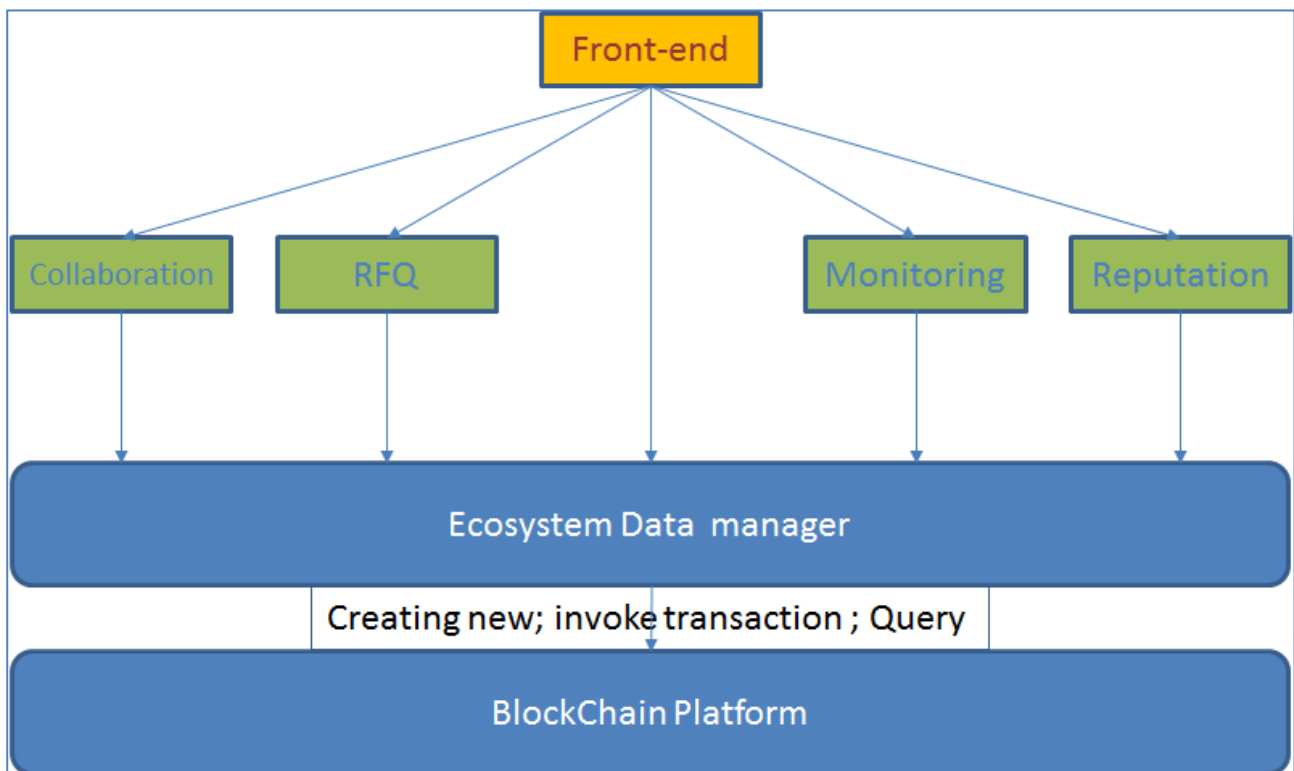 Front-end
Collaboration
RFQ
Monitoring
Reputation
Ecosystem Data  manager
Creating new; invoke transaction ; Query
BlockChain Platform